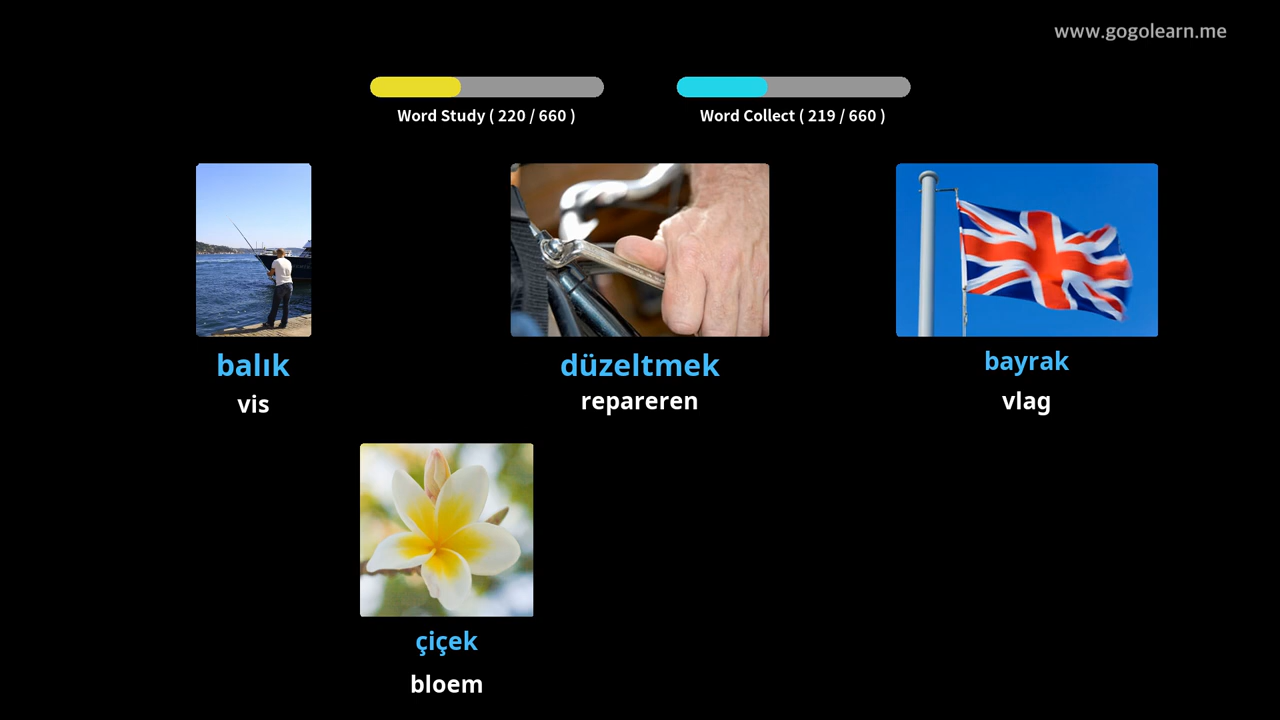 www.gogolearn.me
Word Study ( 220 / 660 )
Word Collect ( 219 / 660 )
balık
vis
düzeltmek
repareren
bayrak
vlag
çiçek
bloem